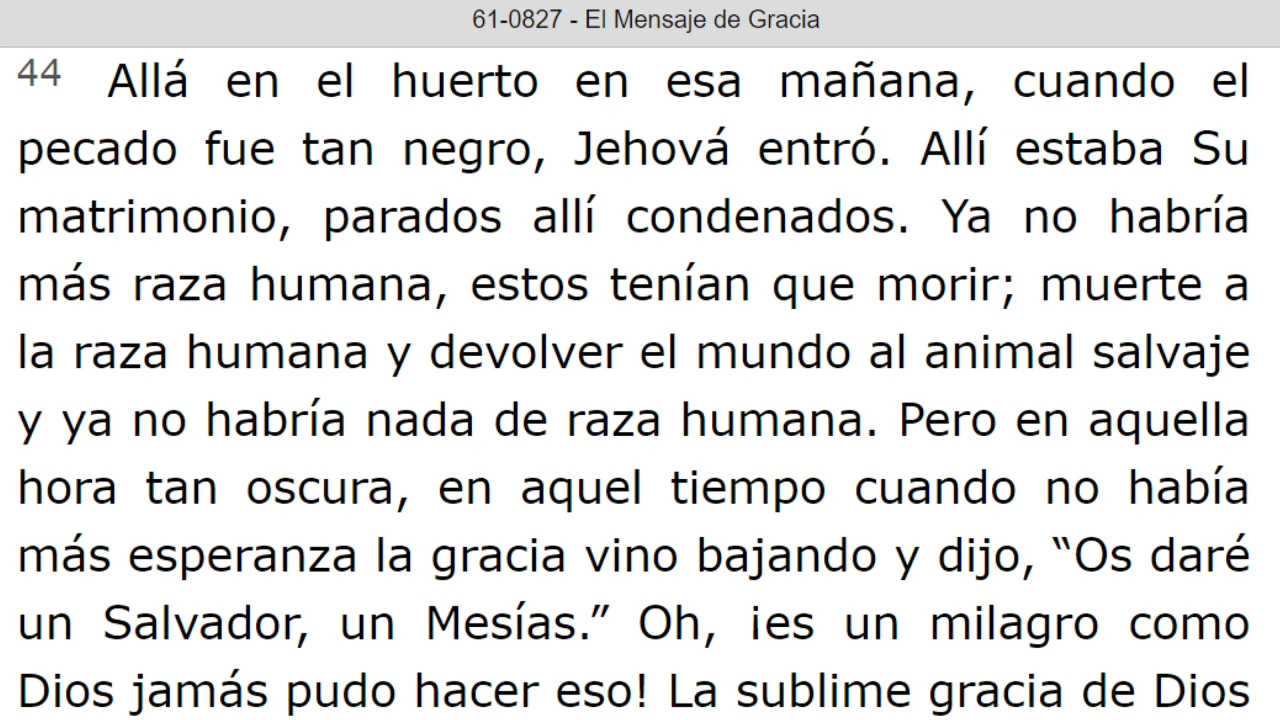 61-0827 - El Mensaje de Gracia
44 Allá en el huerto en esa mañana, cuando el
pecado fue tan negro, Jehová entró. Allí estaba Su
matrimonio, parados allí condenados. Ya no habría
más raza humana, estos tenían que morir; muerte a
la raza humana y devolver el mundo al animal salvaje
y ya no habría nada de raza humana. Pero en aquella
hora tan oscura, en aquel tiempo cuando no había
más esperanza la gracia vino bajando y dijo, “Os daré
un Salvador, un Mesías.” Oh, ¡es un milagro como
Dios jamás pudo hacer eso! La sublime gracia de Dios